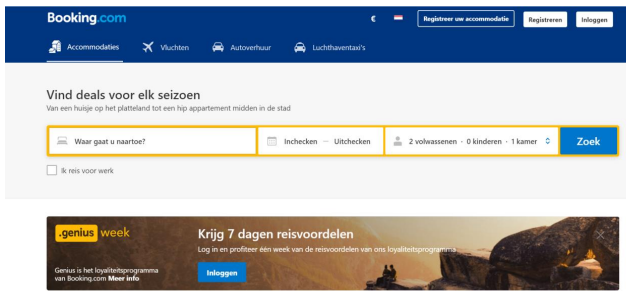 Booking.com
€
Registreer uw accommodatie
Registreren
Inloggen
Accommodaties
Vluchten
Autoverhuur
Luchthaventaxi's
Vind deals voor elk seizoen
Van een huisje op het platteland tot een hip appartement midden in de stad
Waar gaat u naartoe?
Inchecken — Uitchecken
2 volwassenen · 0 kinderen · 1 kamer
Zoek
Ik reis voor werk
.genius week
Krijg 7 dagen reisvoordelen
Log in en profiteer één week van de reisvoordelen van ons loyaliteitsprogramma
Genius is het loyaliteitsprogramma
van Booking.com Meer info
Inloggen